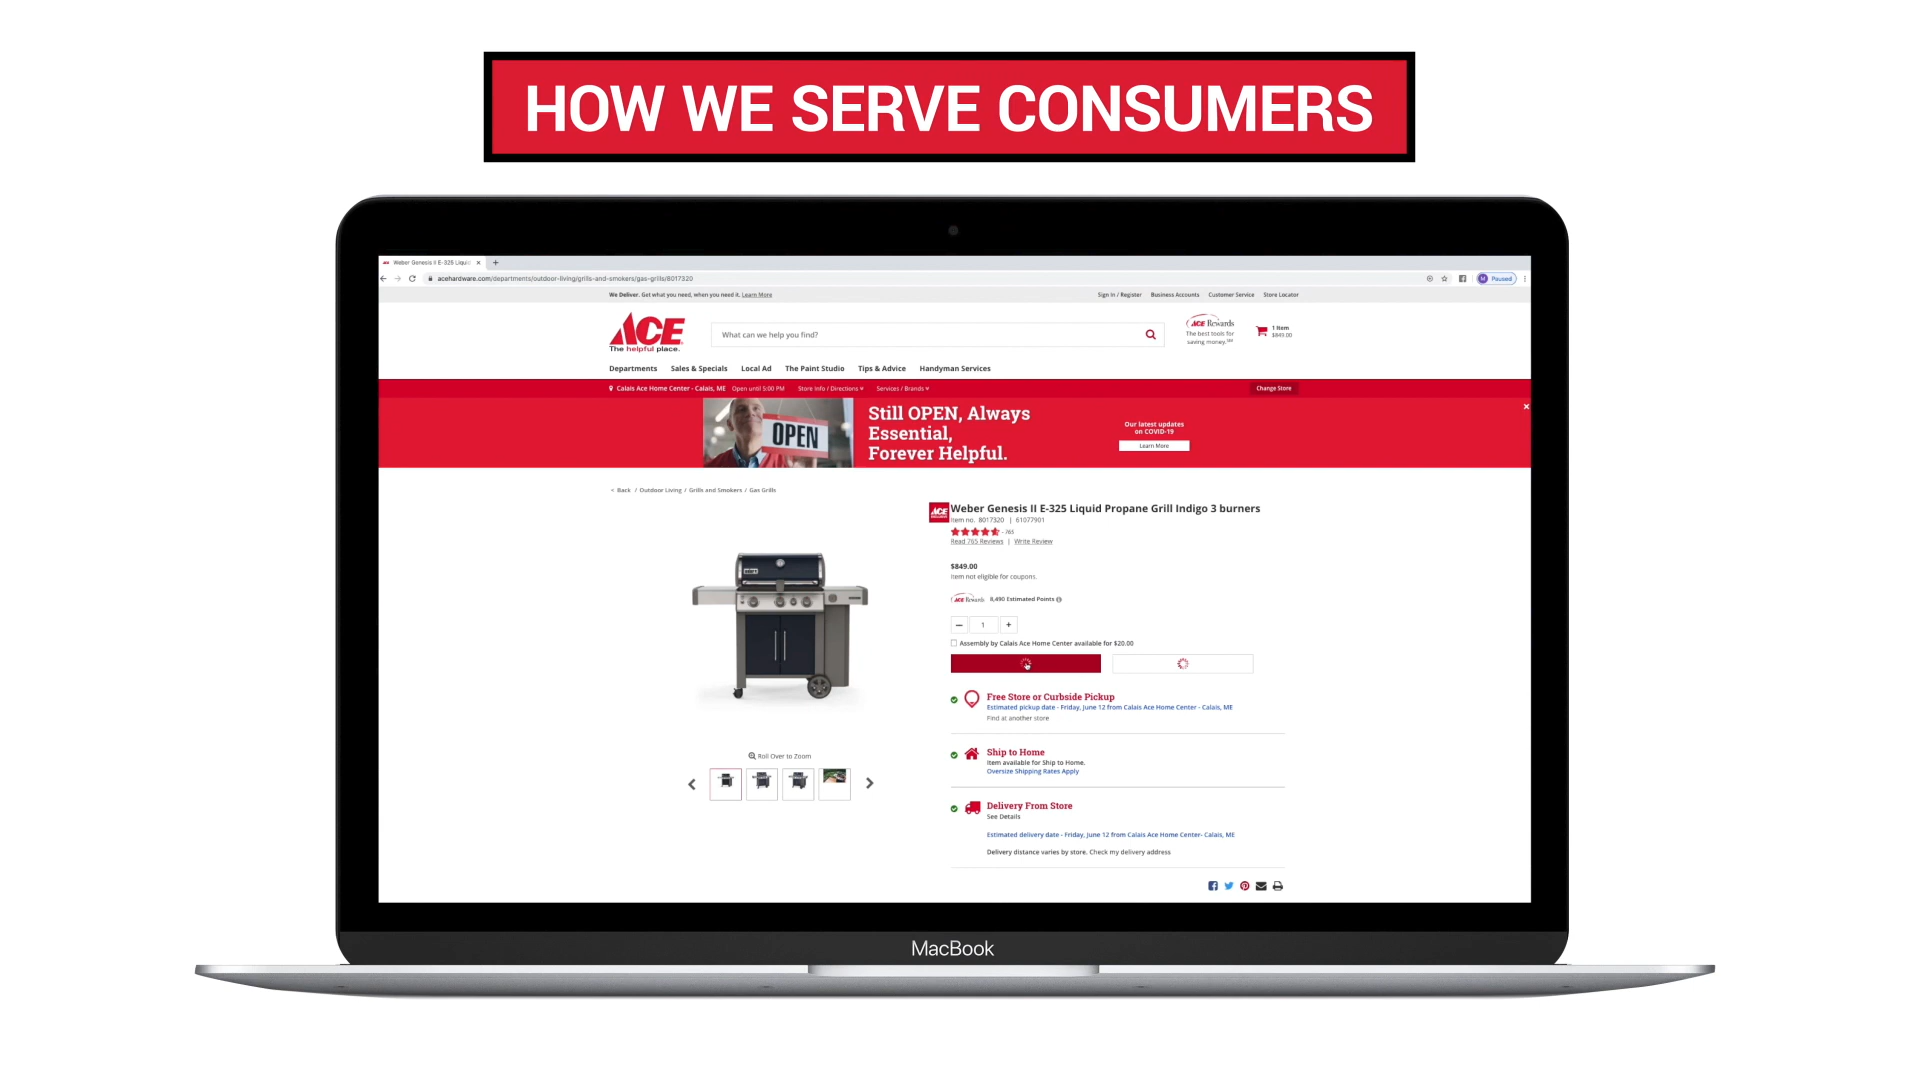 HOW WE SERVE CONSUMERS
Weber Genesis II E-325 Liquid
acehardware.com/departments/outdoor-living/grills-and-smokers/gas-grills/8017320
M Paused
We Deliver. Get what you need, when you need it. Learn More
Sign In / Register Business Accounts Customer Service Store Locator
ACE
The helpful place.
What can we help you find?
ACE Rewards
The best tools for
saving money.SM
1 Item
$849.00
Departments Sales & Specials Local Ad The Paint Studio Tips & Advice Handyman Services
Calais Ace Home Center - Calais, ME Open until 5:00 PM Store Info / Directions Services / Brands Change Store
OPEN
Still OPEN, Always
Essential,
Forever Helpful.
Our latest updates
on COVID-19
Learn More
< Back / Outdoor Living / Grills and Smokers / Gas Grills
ACE
Weber Genesis II E-325 Liquid Propane Grill Indigo 3 burners
Item no. 8017320 | 61077901
- 765
Read 765 Reviews | Write Review
$849.00
Item not eligible for coupons.
ACE Rewards 8,490 Estimated Points
− 1 +
Assembly by Calais Ace Home Center available for $20.00
Free Store or Curbside Pickup
Estimated pickup date - Friday, June 12 from Calais Ace Home Center - Calais, ME
Find at another store
Ship to Home
Item available for Ship to Home.
Oversize Shipping Rates Apply
Delivery From Store
See Details
Estimated delivery date - Friday, June 12 from Calais Ace Home Center- Calais, ME
Delivery distance varies by store. Check my delivery address
weber
Roll Over to Zoom
MacBook